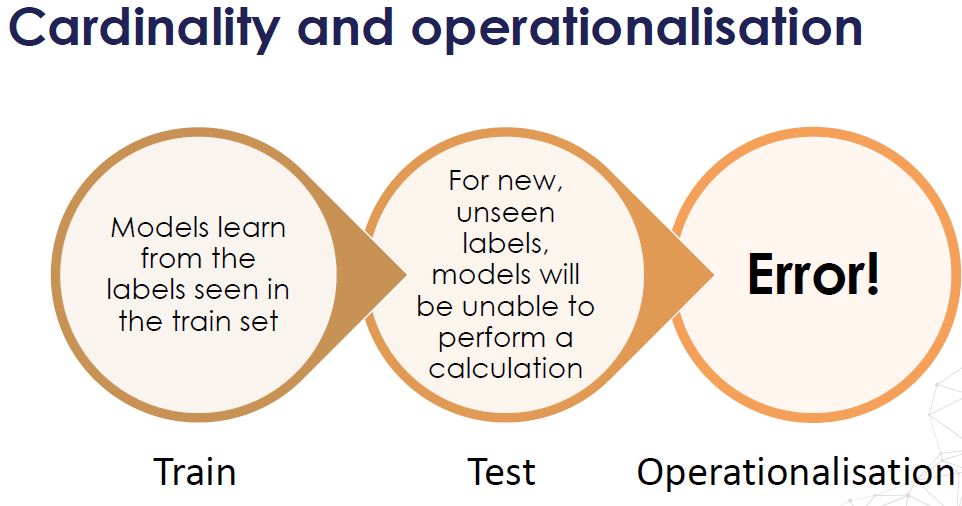 Cardinality and operationalisation
Models learn
from the
labels seen in
the train set
For new,
unseen
labels,
models will
be unable to
perform a
calculation
Error!
Train
Test
Operationalisation